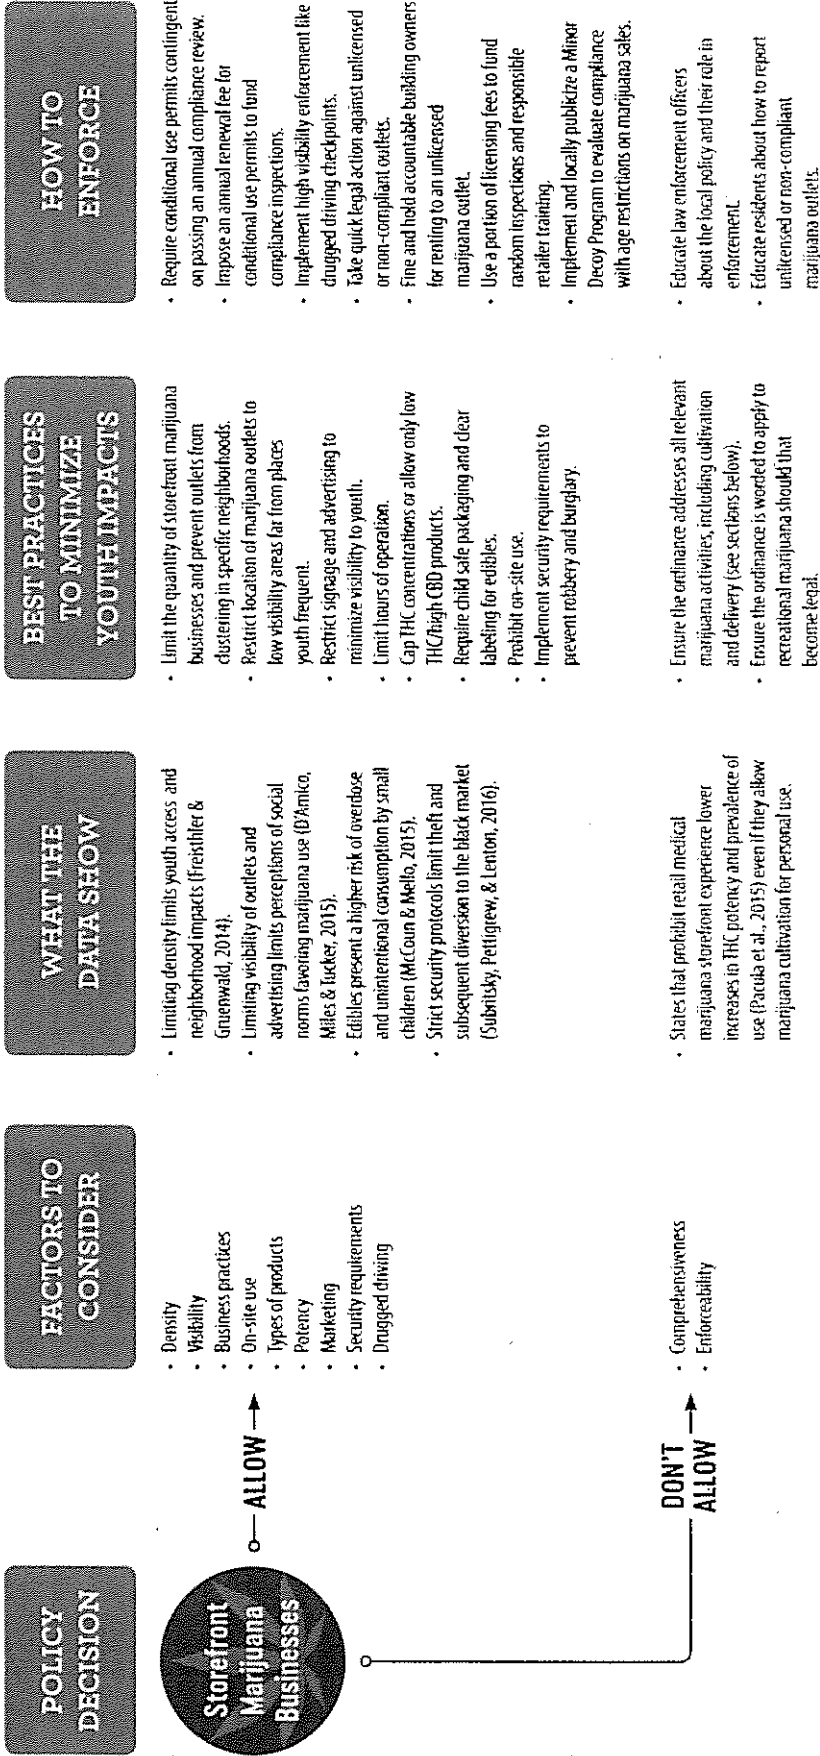 POLICY
DECISION
FACTORS TO
CONSIDER
WHAT THE
DATA SHOW
BEST PRACTICES
TO MINIMIZE
YOUTH IMPACTS
HOW TO
ENFORCE
Storefront
Marijuana
Businesses
ALLOW
• Density
• Visibility
• Business practices
• On-site use
• Types of products
• Potency
• Marketing
• Security requirements
• Drugged driving
• Limiting density limits youth access and
neighborhood impacts (Freisthler &
Gruenwald, 2014).
• Limiting visibility of outlets and
advertising limits perceptions of social
norms favoring marijuana use (D'Amico,
Miles & Tucker, 2015).
• Edibles present a higher risk of overdose
and unintentional consumption by small
children (McCoun & Mello, 2015).
• Strict security protocols limit theft and
subsequent diversion to the black market
(Subritsky, Pettigrew, & Lenton, 2016).
• Limit the quantity of storefront marijuana
businesses and prevent outlets from
clustering in specific neighborhoods.
• Restrict location of marijuana outlets to
low visibility areas far from places
youth frequent.
• Restrict signage and advertising to
minimize visibility to youth.
• Limit hours of operation.
• Cap THC concentrations or allow only low
THC/high CBD products.
• Require child safe packaging and clear
labeling for edibles.
• Prohibit on-site use.
• Implement security requirements to
prevent robbery and burglary.
• Require conditional use permits contingent
on passing an annual compliance review.
• Impose an annual renewal fee for
conditional use permits to fund
compliance inspections.
• Implement high visibility enforcement like
drugged driving checkpoints.
• Take quick legal action against unlicensed
or non-compliant outlets.
• Fine and hold accountable building owners
for renting to an unlicensed
marijuana outlet.
• Use a portion of licensing fees to fund
random inspections and responsible
retailer training.
• Implement and locally publicize a Minor
Decoy Program to evaluate compliance
with age restrictions on marijuana sales.
DON'T
ALLOW
• Comprehensiveness
• Enforceability
• States that prohibit retail medical
marijuana storefront experience lower
increases in THC potency and prevalence of
use (Pacula et al., 2015) even if they allow
marijuana cultivation for personal use.
• Ensure the ordinance addresses all relevant
marijuana activities, including cultivation
and delivery (see sections below).
• Ensure the ordinance is worded to apply to
recreational marijuana should that
become legal.
• Educate law enforcement officers
about the local policy and their role in
enforcement.
• Educate residents about how to report
unlicensed or non-compliant
marijuana outlets.